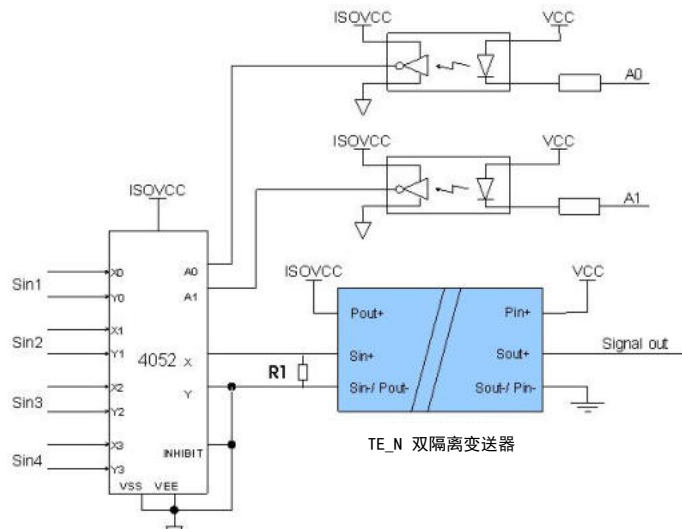 ISOVCC VCC
A0
ISOVCC VCC
A1
ISOVCC
Sin1 X0 A0
Y0 A1
Sin2 X1
Y1
4052 X
Y
Sin3 X2
Y2
Sin4 X3 INHIBIT
Y3
VSS VEE
R1
ISOVCC VCC
Pout+ Pin+
Sin+ Sout+ Signal out
Sin-/ Pout- Sout-/ Pin-
TE_N 双隔离变送器